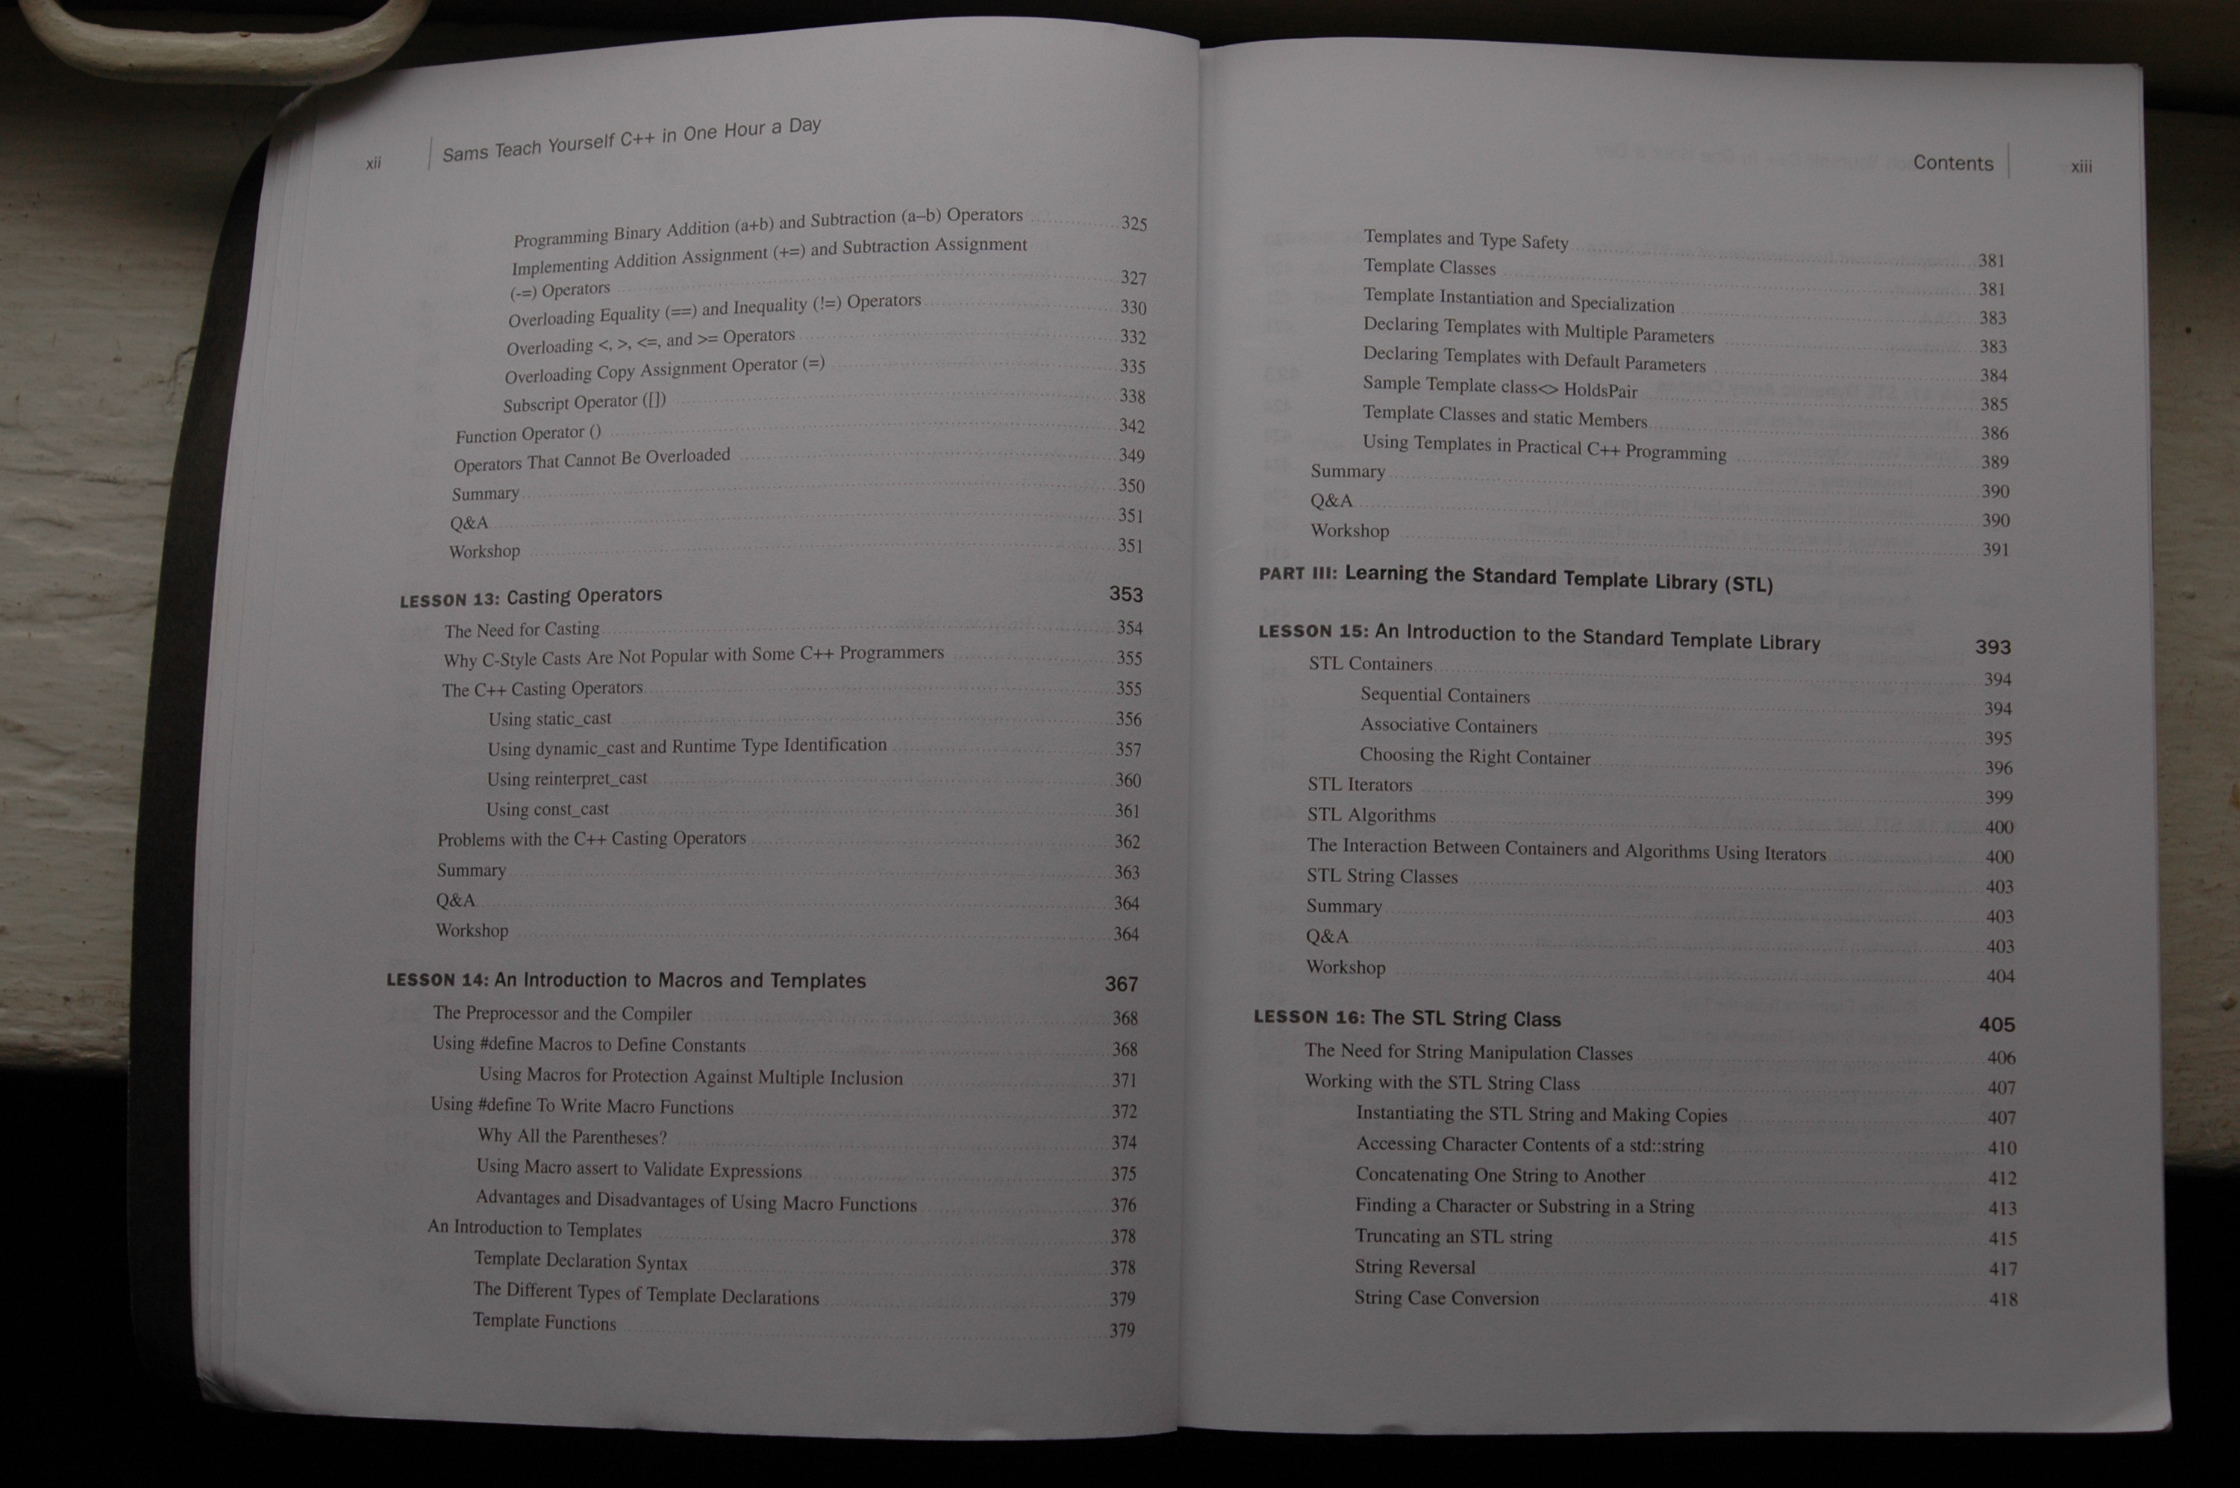 xii Sams Teach Yourself C++ in One Hour a Day
Programming Binary Addition (a+b) and Subtraction (a–b) Operators 325
Implementing Addition Assignment (+=) and Subtraction Assignment
(-=) Operators 327
Overloading Equality (==) and Inequality (!=) Operators 330
Overloading <, >, <=, and >= Operators 332
Overloading Copy Assignment Operator (=) 335
Subscript Operator ([]) 338
Function Operator () 342
Operators That Cannot Be Overloaded 349
Summary 350
Q&A 351
Workshop 351
LESSON 13: Casting Operators 353
The Need for Casting 354
Why C-Style Casts Are Not Popular with Some C++ Programmers 355
The C++ Casting Operators 355
Using static_cast 356
Using dynamic_cast and Runtime Type Identification 357
Using reinterpret_cast 360
Using const_cast 361
Problems with the C++ Casting Operators 362
Summary 363
Q&A 364
Workshop 364
LESSON 14: An Introduction to Macros and Templates 367
The Preprocessor and the Compiler 368
Using #define Macros to Define Constants 368
Using Macros for Protection Against Multiple Inclusion 371
Using #define To Write Macro Functions 372
Why All the Parentheses? 374
Using Macro assert to Validate Expressions 375
Advantages and Disadvantages of Using Macro Functions 376
An Introduction to Templates 378
Template Declaration Syntax 378
The Different Types of Template Declarations 379
Template Functions 379
Contents xiii
Templates and Type Safety 381
Template Classes 381
Template Instantiation and Specialization 383
Declaring Templates with Multiple Parameters 383
Declaring Templates with Default Parameters 384
Sample Template class<> HoldsPair 385
Template Classes and static Members 386
Using Templates in Practical C++ Programming 389
Summary 390
Q&A 390
Workshop 391
PART III: Learning the Standard Template Library (STL)
LESSON 15: An Introduction to the Standard Template Library 393
STL Containers 394
Sequential Containers 394
Associative Containers 395
Choosing the Right Container 396
STL Iterators 399
STL Algorithms 400
The Interaction Between Containers and Algorithms Using Iterators 400
STL String Classes 403
Summary 403
Q&A 403
Workshop 404
LESSON 16: The STL String Class 405
The Need for String Manipulation Classes 406
Working with the STL String Class 407
Instantiating the STL String and Making Copies 407
Accessing Character Contents of a std::string 410
Concatenating One String to Another 412
Finding a Character or Substring in a String 413
Truncating an STL string 415
String Reversal 417
String Case Conversion 418